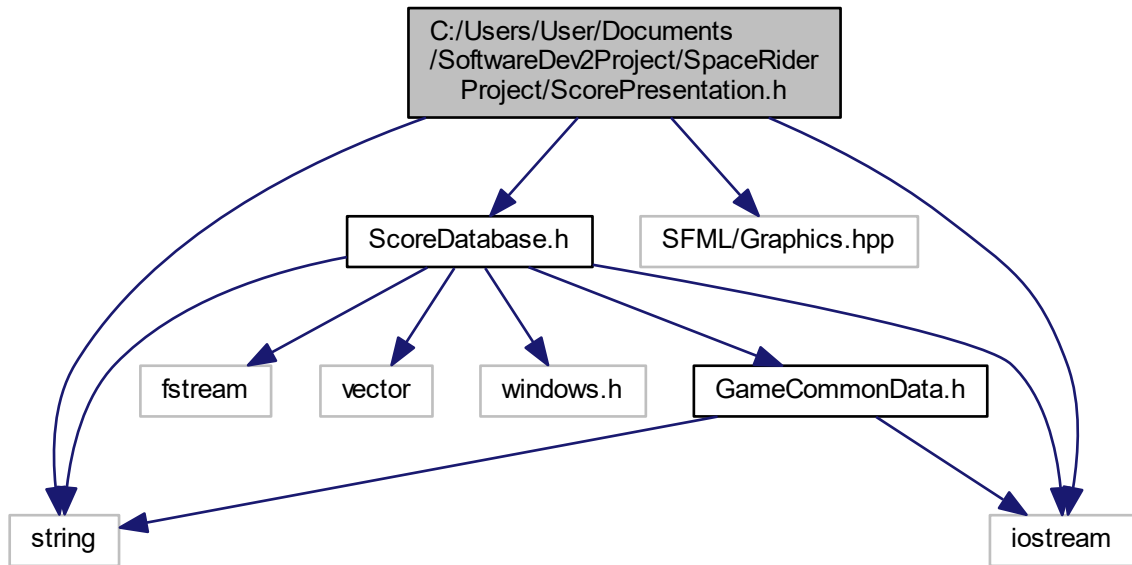 C:/Users/User/Documents
/SoftwareDev2Project/SpaceRider
Project/ScorePresentation.h
ScoreDatabase.h
SFML/Graphics.hpp
fstream
vector
windows.h
GameCommonData.h
string
iostream